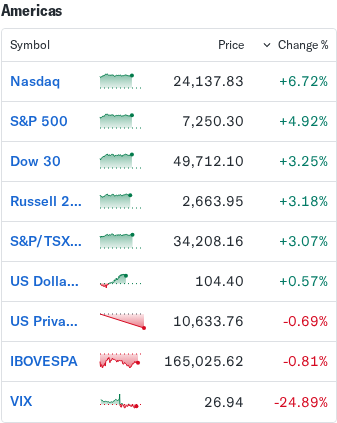 Americas
Symbol Price Change %
Nasdaq 24,137.83 +6.72%
S&P 500 7,250.30 +4.92%
Dow 30 49,712.10 +3.25%
Russell 2... 2,663.95 +3.18%
S&P/TSX... 34,208.16 +3.07%
US Dolla... 104.40 +0.57%
US Priva... 10,633.76 -0.69%
IBOVESPA 165,025.62 -0.81%
VIX 26.94 -24.89%